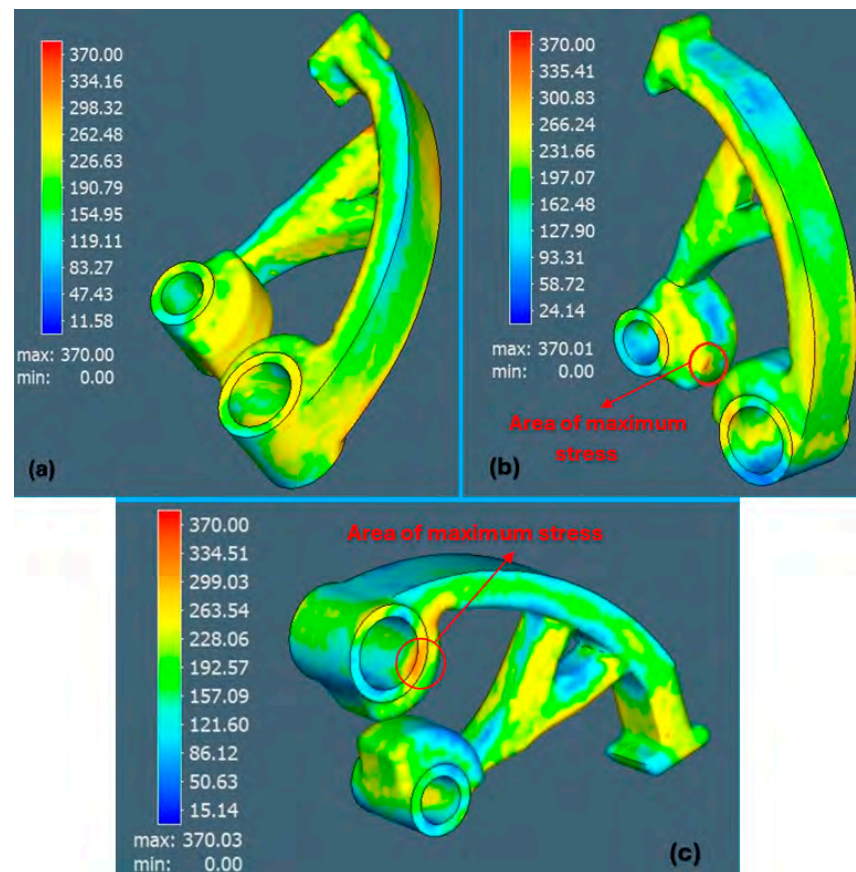 370.00
334.16
298.32
262.48
226.63
190.79
154.95
119.11
83.27
47.43
11.58
max: 370.00
min: 0.00
(a)
370.00
335.41
300.83
266.24
231.66
197.07
162.48
127.90
93.31
58.72
24.14
max: 370.01
min: 0.00
Area of maximum
stress
(b)
370.00
334.51
299.03
263.54
228.06
192.57
157.09
121.60
86.12
50.63
15.14
max: 370.03
min: 0.00
Area of maximum stress
(c)